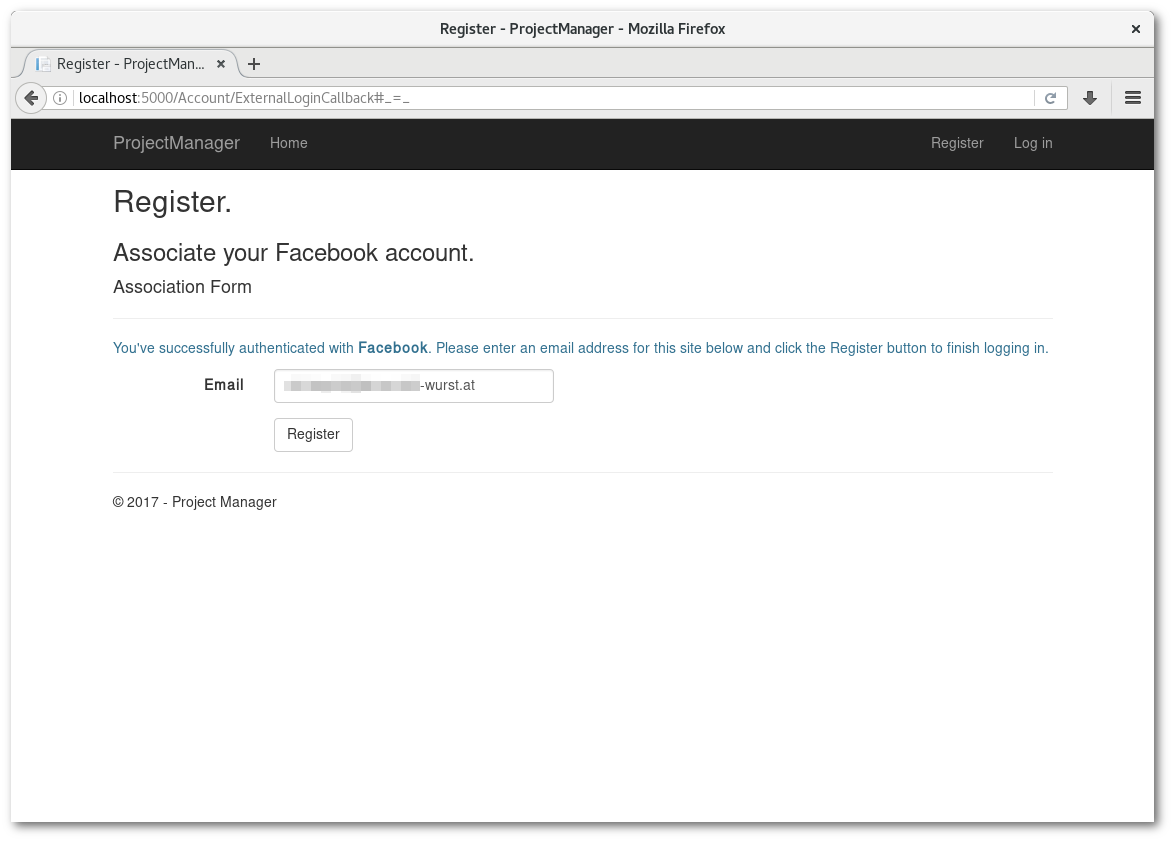 Register - ProjectManager - Mozilla Firefox
Register - ProjectMan...
localhost:5000/Account/ExternalLoginCallback#_=_
ProjectManager Home Register Log in
Register.
Associate your Facebook account.
Association Form
You've successfully authenticated with Facebook. Please enter an email address for this site below and click the Register button to finish logging in.
Email -wurst.at
Register
© 2017 - Project Manager